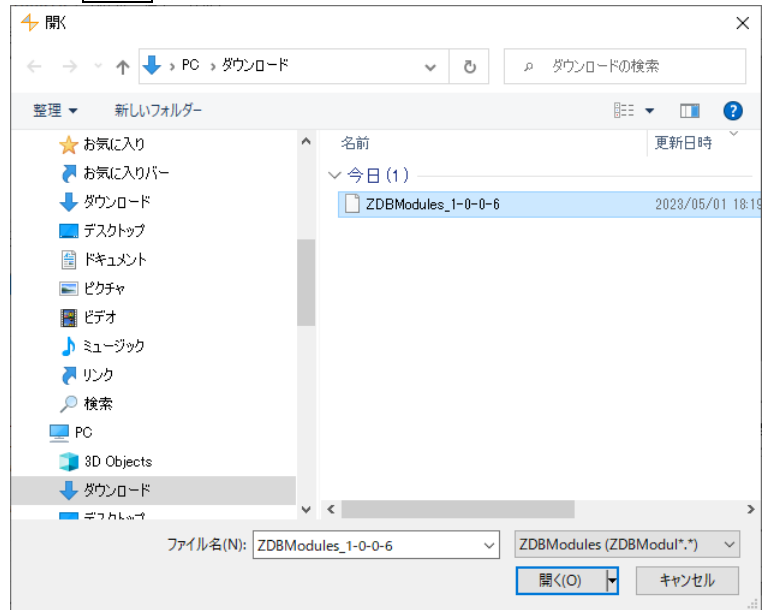 開く
PC › ダウンロード
ダウンロードの検索
整理 新しいフォルダー
お気に入り
お気に入りバー
ダウンロード
デスクトップ
ドキュメント
ピクチャ
ビデオ
ミュージック
リンク
検索
PC
3D Objects
ダウンロード
デスクトップ
名前 更新日時
今日 (1)
ZDBModules_1-0-0-6 2023/05/01 18:19
ファイル名(N): ZDBModules_1-0-0-6 ZDBModules (ZDBModul*.*)
開く(O) キャンセル